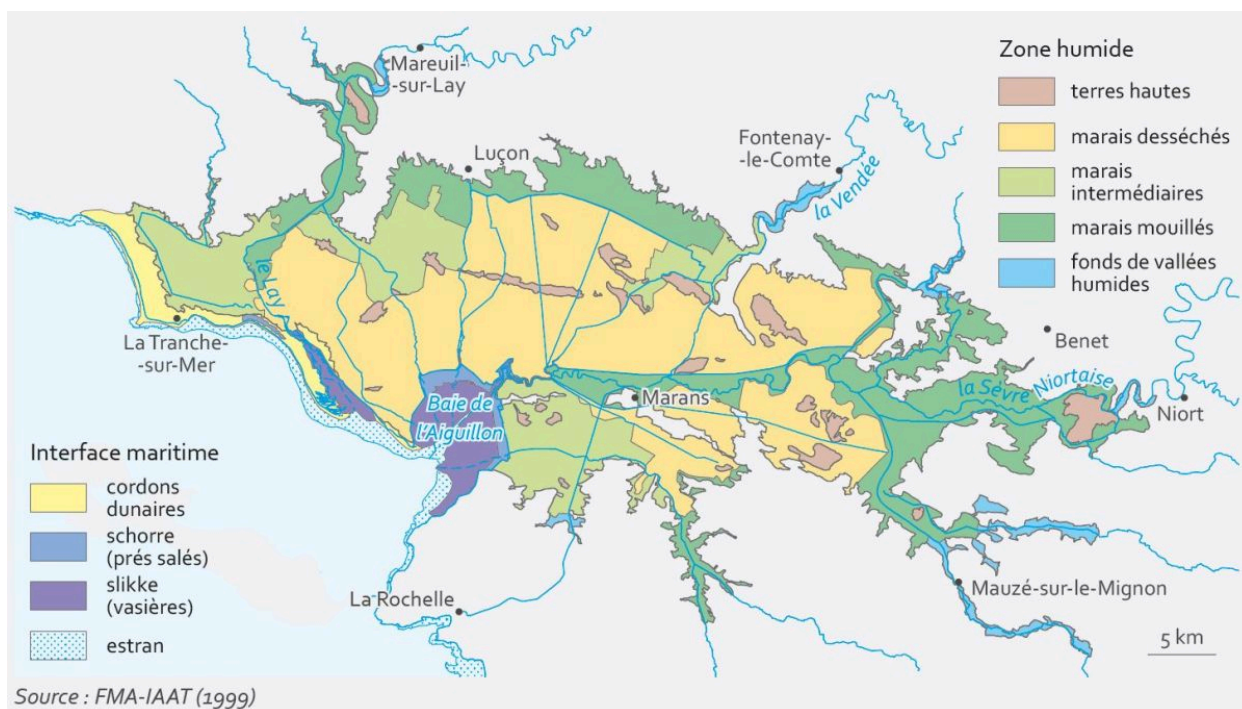 Mareuil-
-sur-Lay
Luçon
Fontenay-
-le-Comte
la Vendée
le Lay
La Tranche-
-sur-Mer
Baie de
l'Aiguillon
Marans
Benet
la Sèvre Niortaise
Niort
Mauzé-sur-le-Mignon
La Rochelle
Zone humide
terres hautes
marais desséchés
marais
intermédiaires
marais mouillés
fonds de vallées
humides
Interface maritime
cordons
dunaires
schorre
(prés salés)
slikke
(vasières)
estran
5 km
Source : FMA-IAAT (1999)